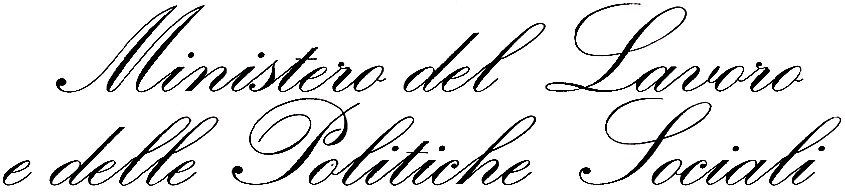 Ministero del Lavoro
e delle Politiche Sociali